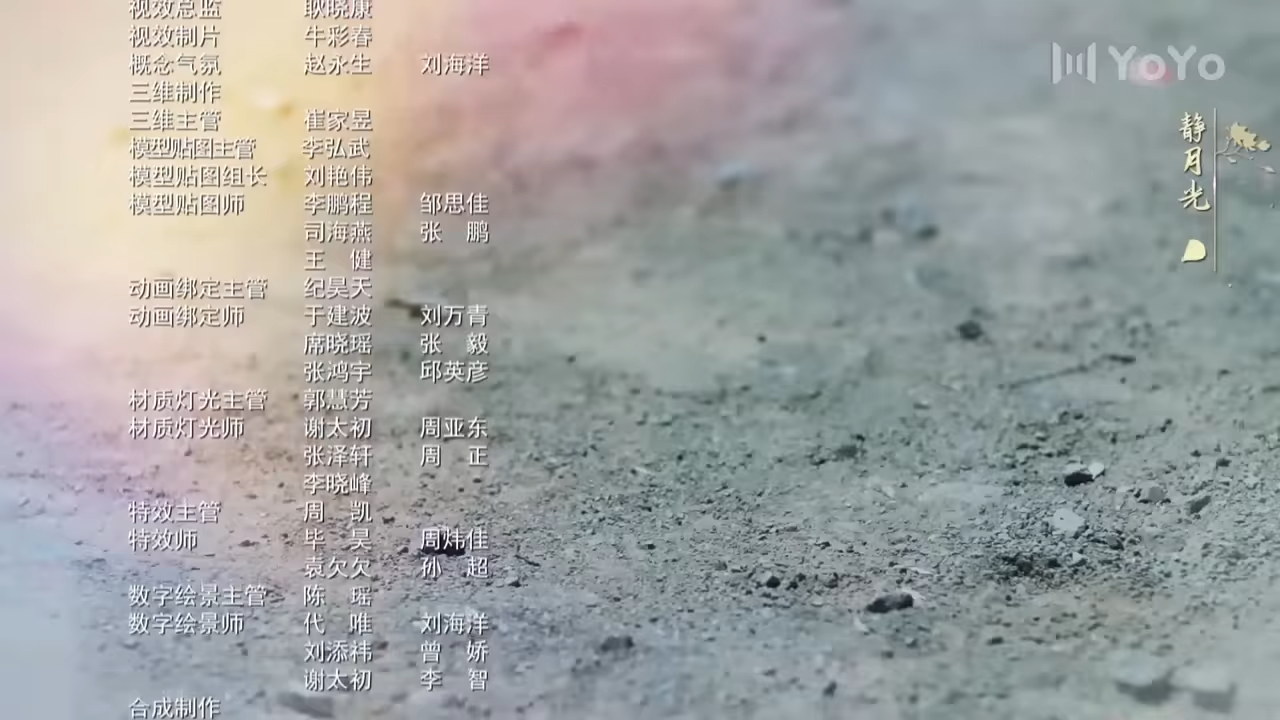 视效总监 耿晓康
视效制片 牛彩春
概念气氛 赵永生 刘海洋
三维制作
三维主管 崔家昱
模型贴图主管 李弘武
模型贴图组长 刘艳伟
模型贴图师 李鹏程 邹思佳
司海燕 张 鹏
王 健
动画绑定主管 纪昊天
动画绑定师 于建波 刘万青
席晓瑶 张 毅
张鸿宇 邱英彦
材质灯光主管 郭慧芳
材质灯光师 谢太初 周亚东
张泽轩 周 正
李晓峰
特效主管 周 凯
特效师 毕 昊 周炜佳
袁欠欠 孙 超
数字绘景主管 陈 瑶
数字绘景师 代 唯 刘海洋
刘添祎 曾 娇
谢太初 李 智
合成制作
YoYo
静月光